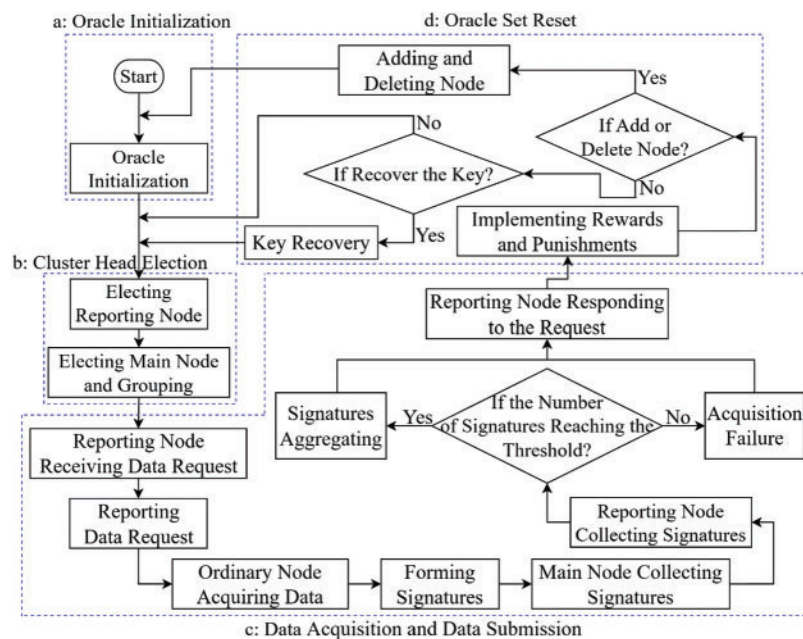 a: Oracle Initialization
d: Oracle Set Reset
Start
Adding and
Deleting Node
Yes
If Add or
Delete Node?
No
No
If Recover the Key?
Yes
Oracle
Initialization
Key Recovery
Implementing Rewards
and Punishments
b: Cluster Head Election
Electing
Reporting Node
Electing Main Node
and Grouping
Reporting Node Responding
to the Request
If the Number
of Signatures Reaching the
Threshold?
Yes
No
Signatures
Aggregating
Acquisition
Failure
Reporting Node
Receiving Data Request
Reporting
Data Request
Reporting Node
Collecting Signatures
Ordinary Node
Acquiring Data
Forming
Signatures
Main Node Collecting
Signatures
c: Data Acquisition and Data Submission